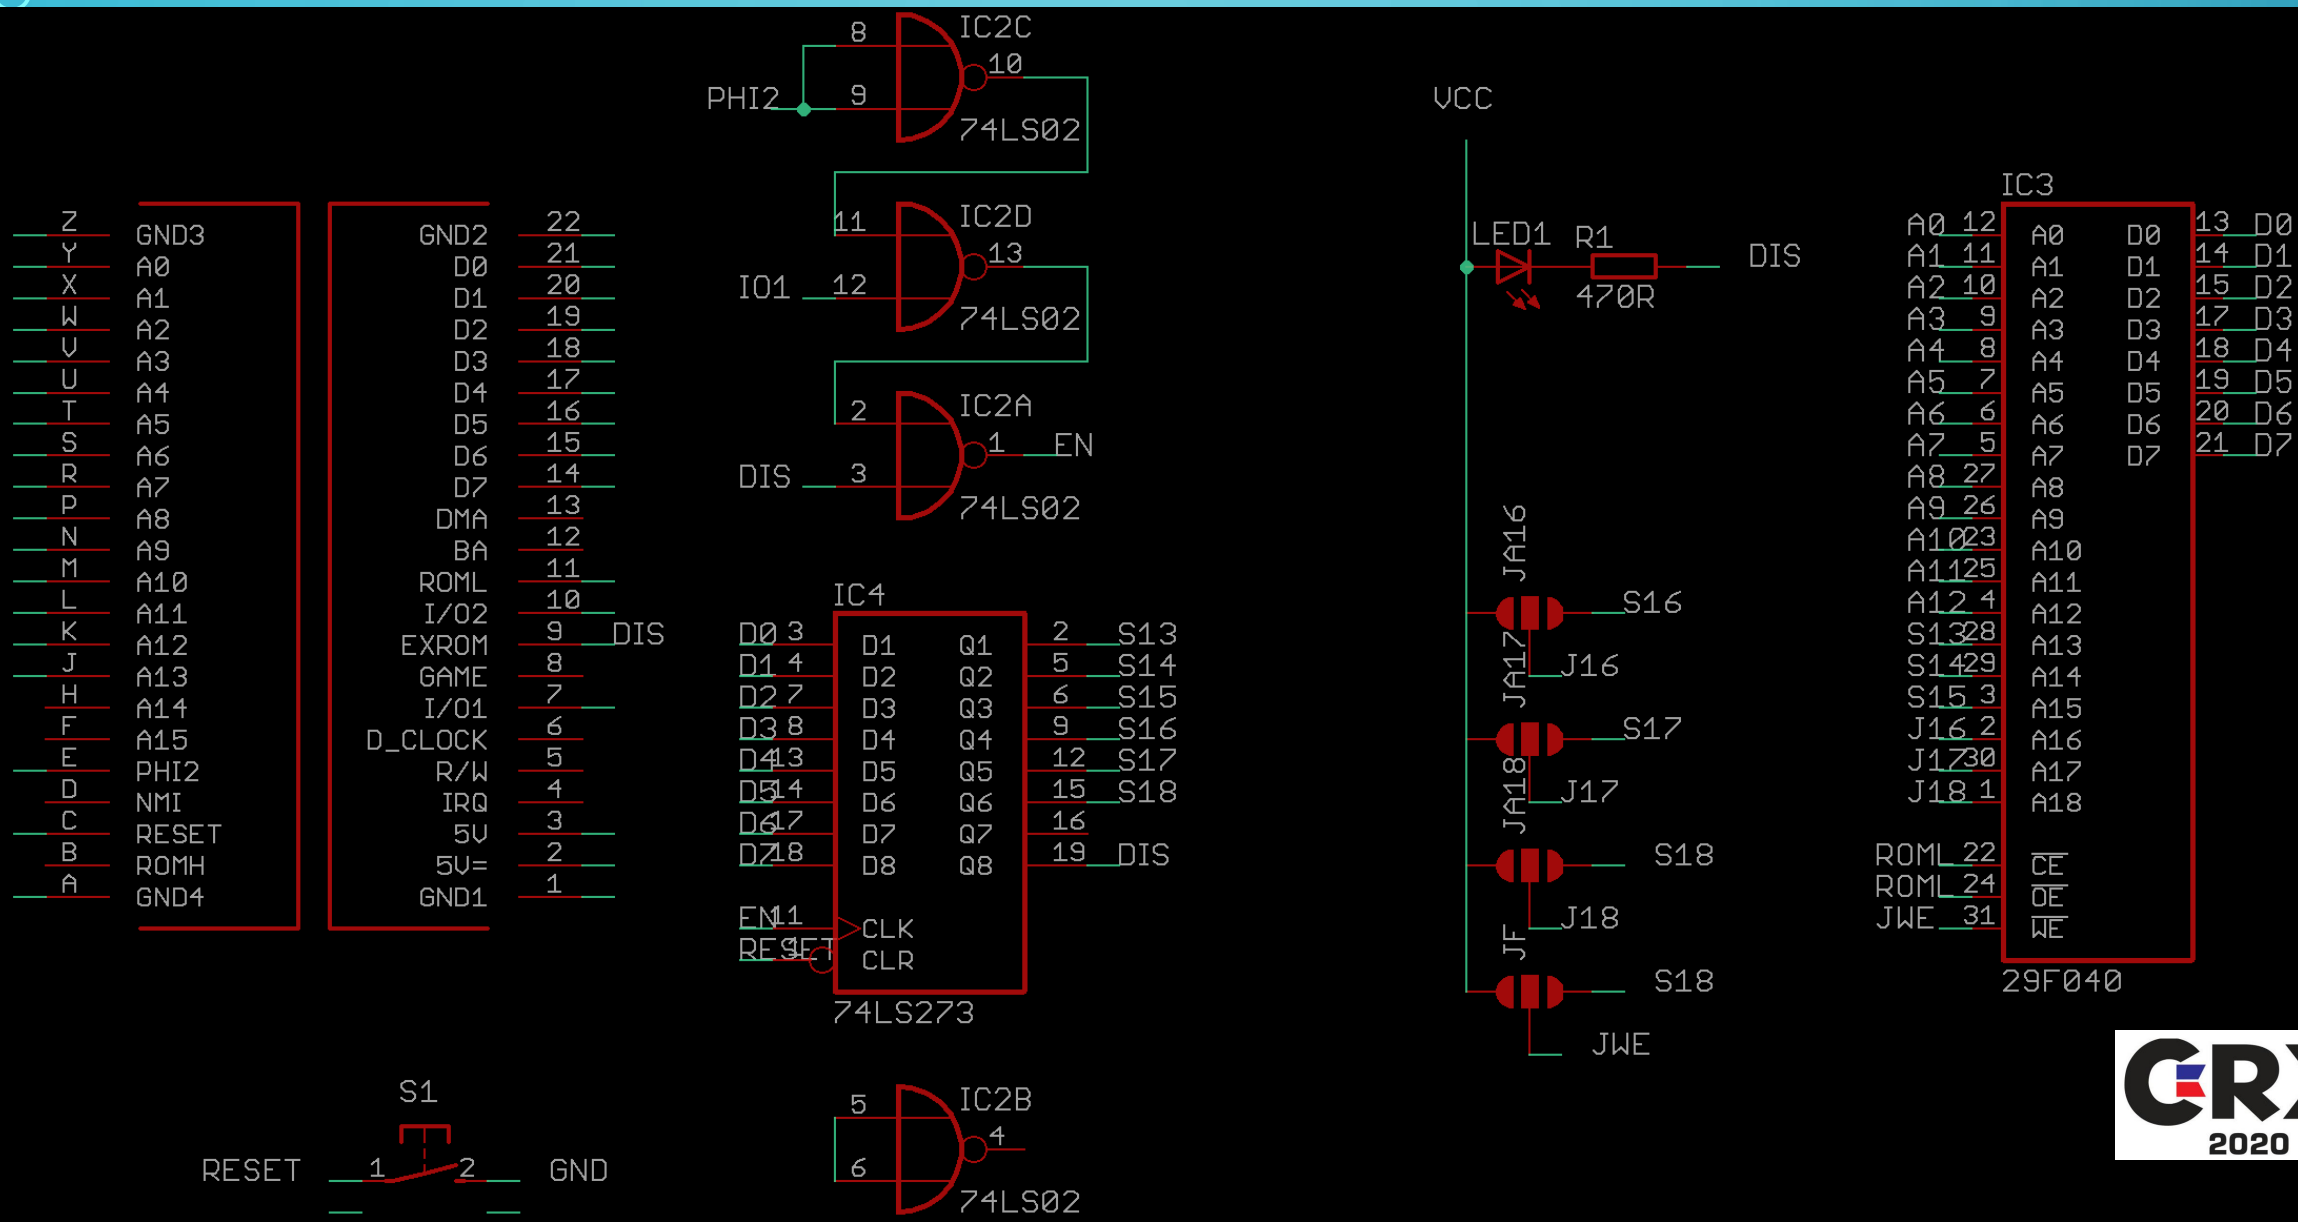 PHI2
8
9
IC2C
10
74LS02
11
IO1 12
IC2D
13
74LS02
2
DIS 3
IC2A
1 EN
74LS02
Z GND3
Y A0
X A1
W A2
V A3
U A4
T A5
S A6
R A7
P A8
N A9
M A10
L A11
K A12
J A13
H A14
F A15
E PHI2
D NMI
C RESET
B ROMH
A GND4
GND2 22
D0 21
D1 20
D2 19
D3 18
D4 17
D5 16
D6 15
D7 14
DMA 13
BA 12
ROML 11
I/O2 10
EXROM 9 DIS
GAME 8
I/O1 7
D_CLOCK 6
R/W 5
IRQ 4
5V 3
5V= 2
GND1 1
S1
RESET 1 2 GND
IC4
D0 3 D1 Q1 2 S13
D1 4 D2 Q2 5 S14
D2 7 D3 Q3 6 S15
D3 8 D4 Q4 9 S16
D4 13 D5 Q5 12 S17
D5 14 D6 Q6 15 S18
D6 17 D7 Q7 16
D7 18 D8 Q8 19 DIS
EN 11 CLK
RESET 1 CLR
74LS273
5
6
IC2B
4
74LS02
VCC
LED1 R1 DIS
470R
JA16
S16
J16
JA17
S17
J17
JA18
S18
J18
JF
S18
JWE
IC3
A0 12 A0 D0 13 D0
A1 11 A1 D1 14 D1
A2 10 A2 D2 15 D2
A3 9 A3 D3 17 D3
A4 8 A4 D4 18 D4
A5 7 A5 D5 19 D5
A6 6 A6 D6 20 D6
A7 5 A7 D7 21 D7
A8 27 A8
A9 26 A9
A10 23 A10
A11 25 A11
A12 4 A12
S13 28 A13
S14 29 A14
S15 3 A15
J16 2 A16
J17 30 A17
J18 1 A18
ROML 22 CE
ROML 24 OE
JWE 31 WE
29F040
CRX
2020